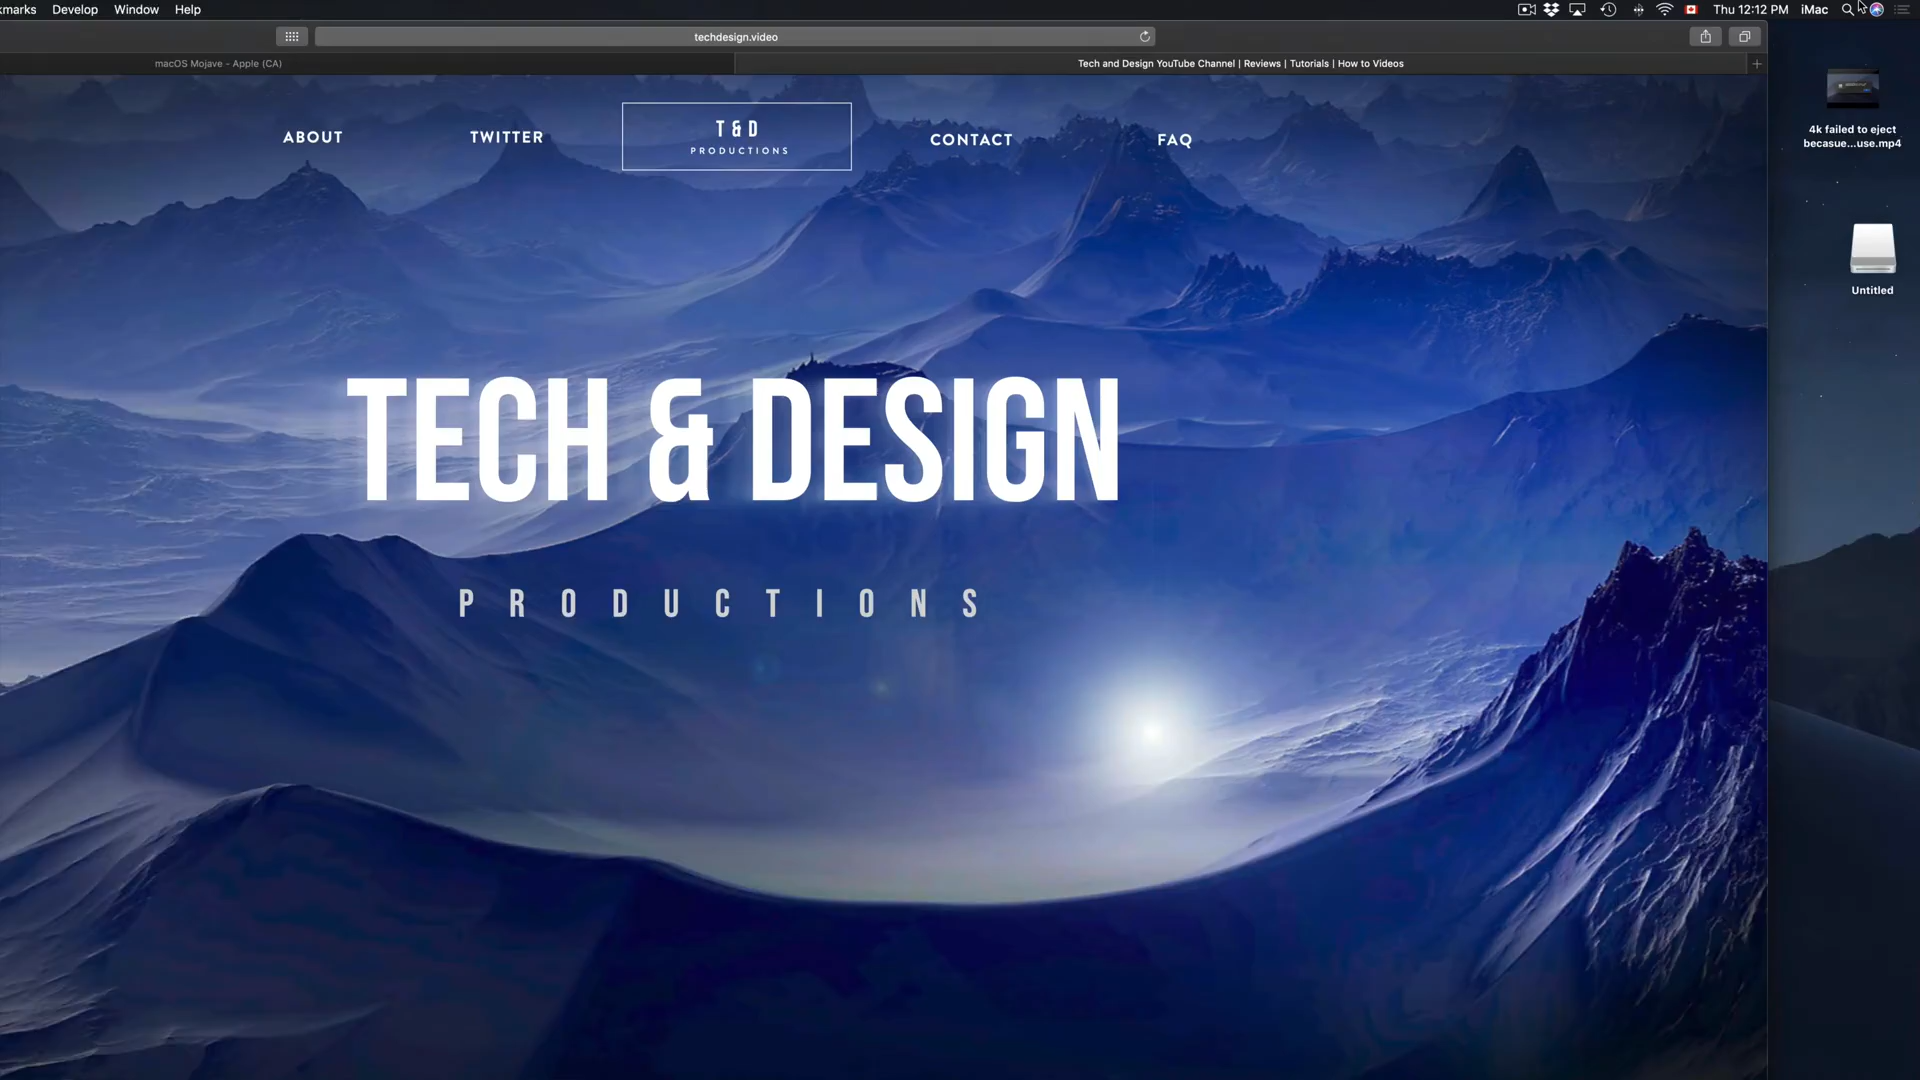 kmarks Develop Window Help Thu 12:12 PM iMac
techdesign.video
macOS Mojave - Apple (CA) Tech and Design YouTube Channel | Reviews | Tutorials | How to Videos
ABOUT TWITTER T&D CONTACT FAQ
PRODUCTIONS
TECH & DESIGN
PRODUCTIONS
4k failed to eject
becasue...use.mp4
Untitled